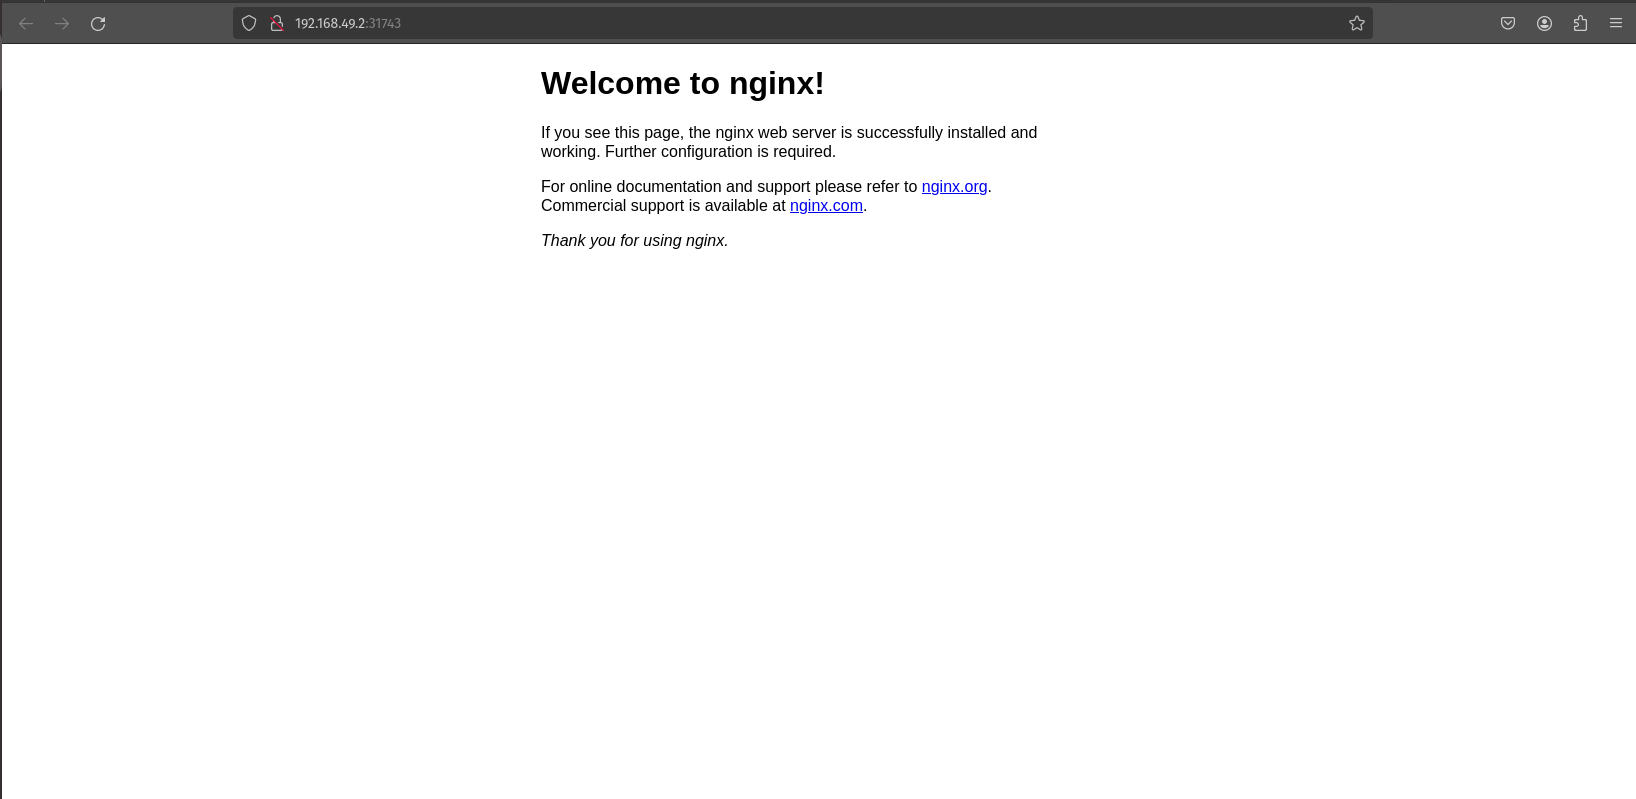 192.168.49.2:31743
Welcome to nginx!
If you see this page, the nginx web server is successfully installed and
working. Further configuration is required.
For online documentation and support please refer to nginx.org.
Commercial support is available at nginx.com.
Thank you for using nginx.